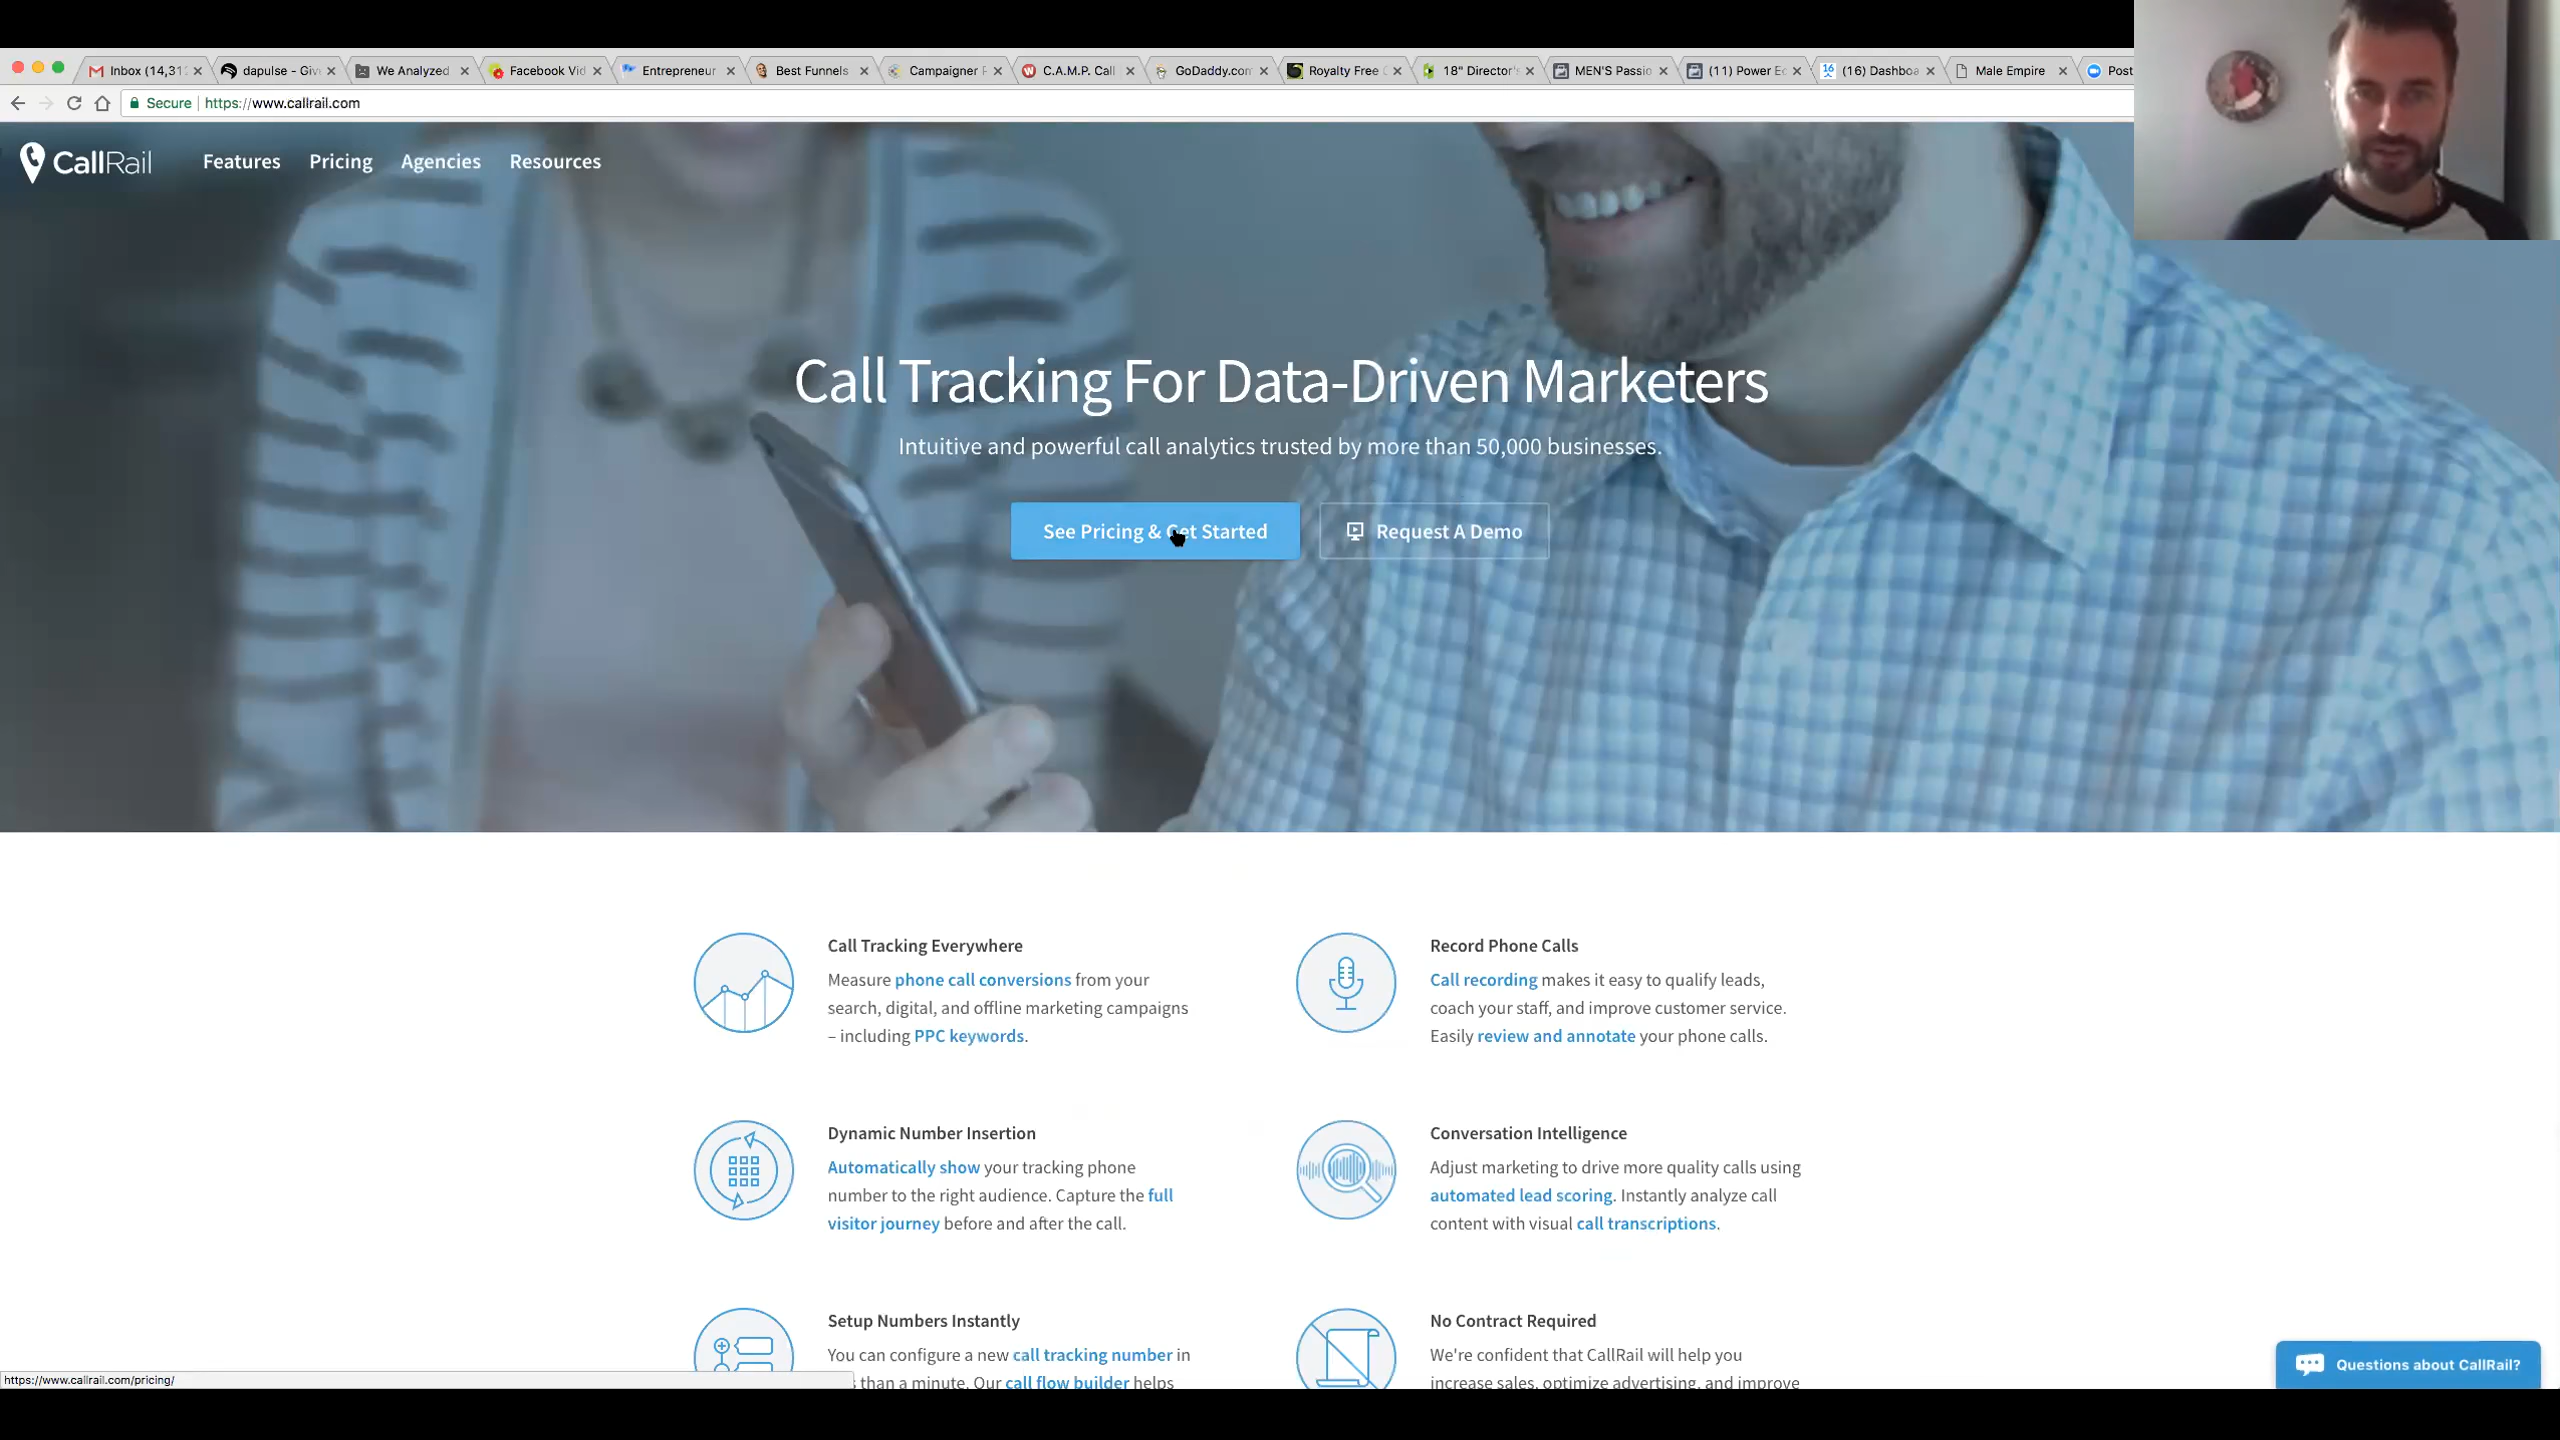 Inbox (14,31
dapulse - Giv
We Analyzed
Facebook Vid
Entrepreneur
Best Funnels
Campaigner
C.A.M.P. Call
GoDaddy.com
Royalty Free
18" Director's
MEN'S Passio
(11) Power Ec
16
(16) Dashboa
Male Empire
Post
Secure | https://www.callrail.com
CallRail
Features Pricing Agencies Resources
Call Tracking For Data-Driven Marketers
Intuitive and powerful call analytics trusted by more than 50,000 businesses.
See Pricing & Get Started
Request A Demo
Call Tracking Everywhere
Measure phone call conversions from your
search, digital, and offline marketing campaigns
– including PPC keywords.
Record Phone Calls
Call recording makes it easy to qualify leads,
coach your staff, and improve customer service.
Easily review and annotate your phone calls.
Dynamic Number Insertion
Automatically show your tracking phone
number to the right audience. Capture the full
visitor journey before and after the call.
Conversation Intelligence
Adjust marketing to drive more quality calls using
automated lead scoring. Instantly analyze call
content with visual call transcriptions.
Setup Numbers Instantly
You can configure a new call tracking number in
s than a minute. Our call flow builder helps
No Contract Required
We're confident that CallRail will help you
increase sales, optimize advertising, and improve
Questions about CallRail?
https://www.callrail.com/pricing/